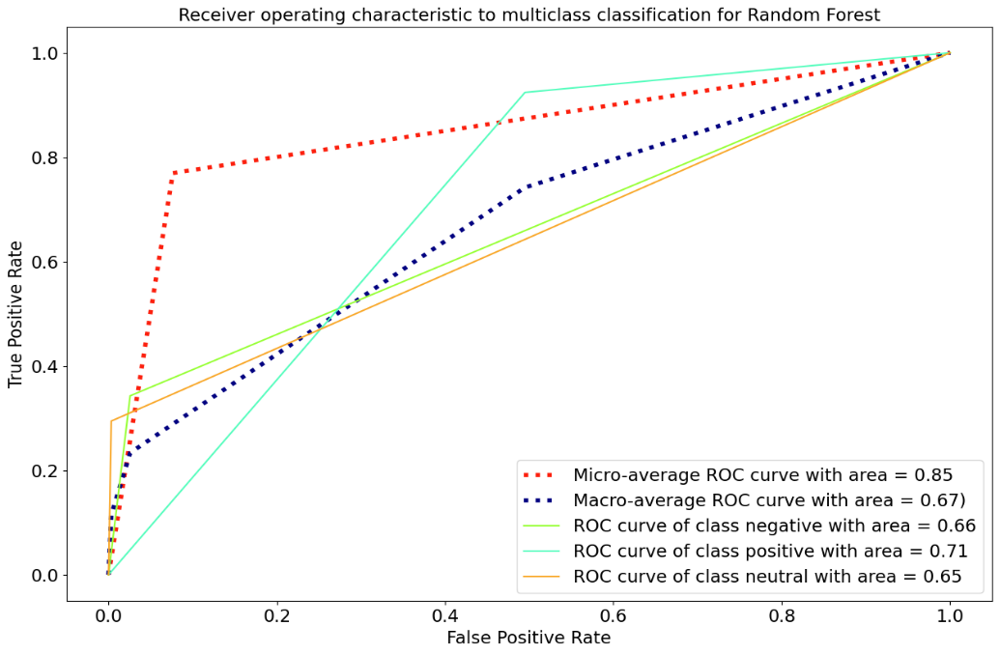 Receiver operating characteristic to multiclass classification for Random Forest
1.0
0.8
0.6
0.4
0.2
0.0
True Positive Rate
Micro-average ROC curve with area = 0.85
Macro-average ROC curve with area = 0.67)
ROC curve of class negative with area = 0.66
ROC curve of class positive with area = 0.71
ROC curve of class neutral with area = 0.65
0.0 0.2 0.4 0.6 0.8 1.0
False Positive Rate